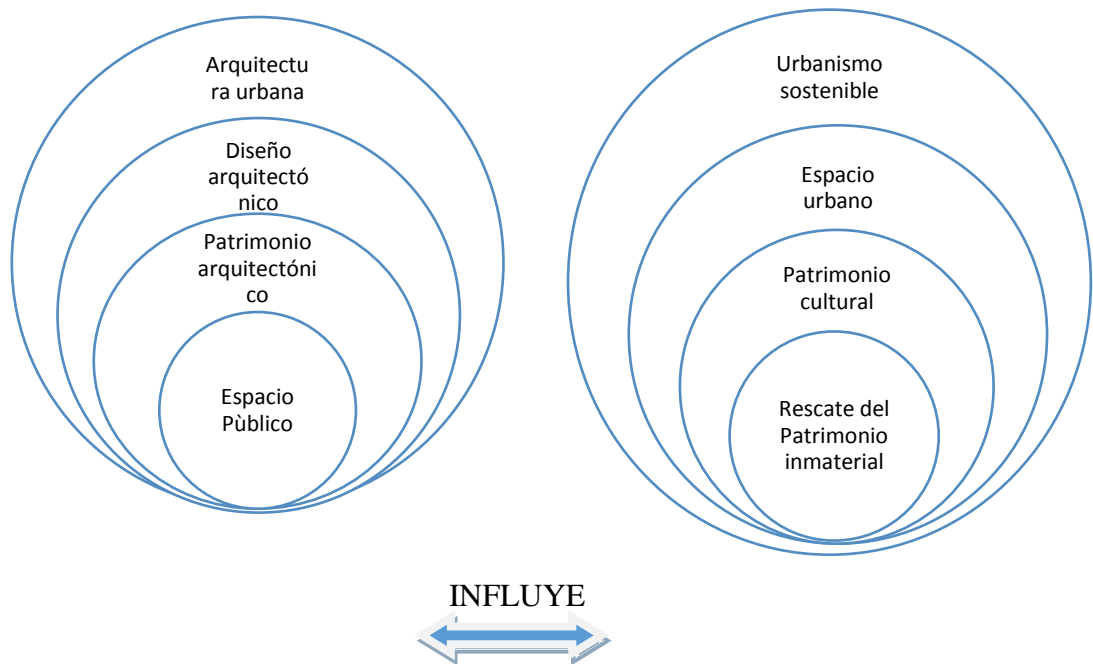 Arquitectu
ra urbana
Diseño
arquitectó
nico
Patrimonio
arquitectóni
co
Espacio
Pùblico
Urbanismo
sostenible
Espacio
urbano
Patrimonio
cultural
Rescate del
Patrimonio
inmaterial
INFLUYE